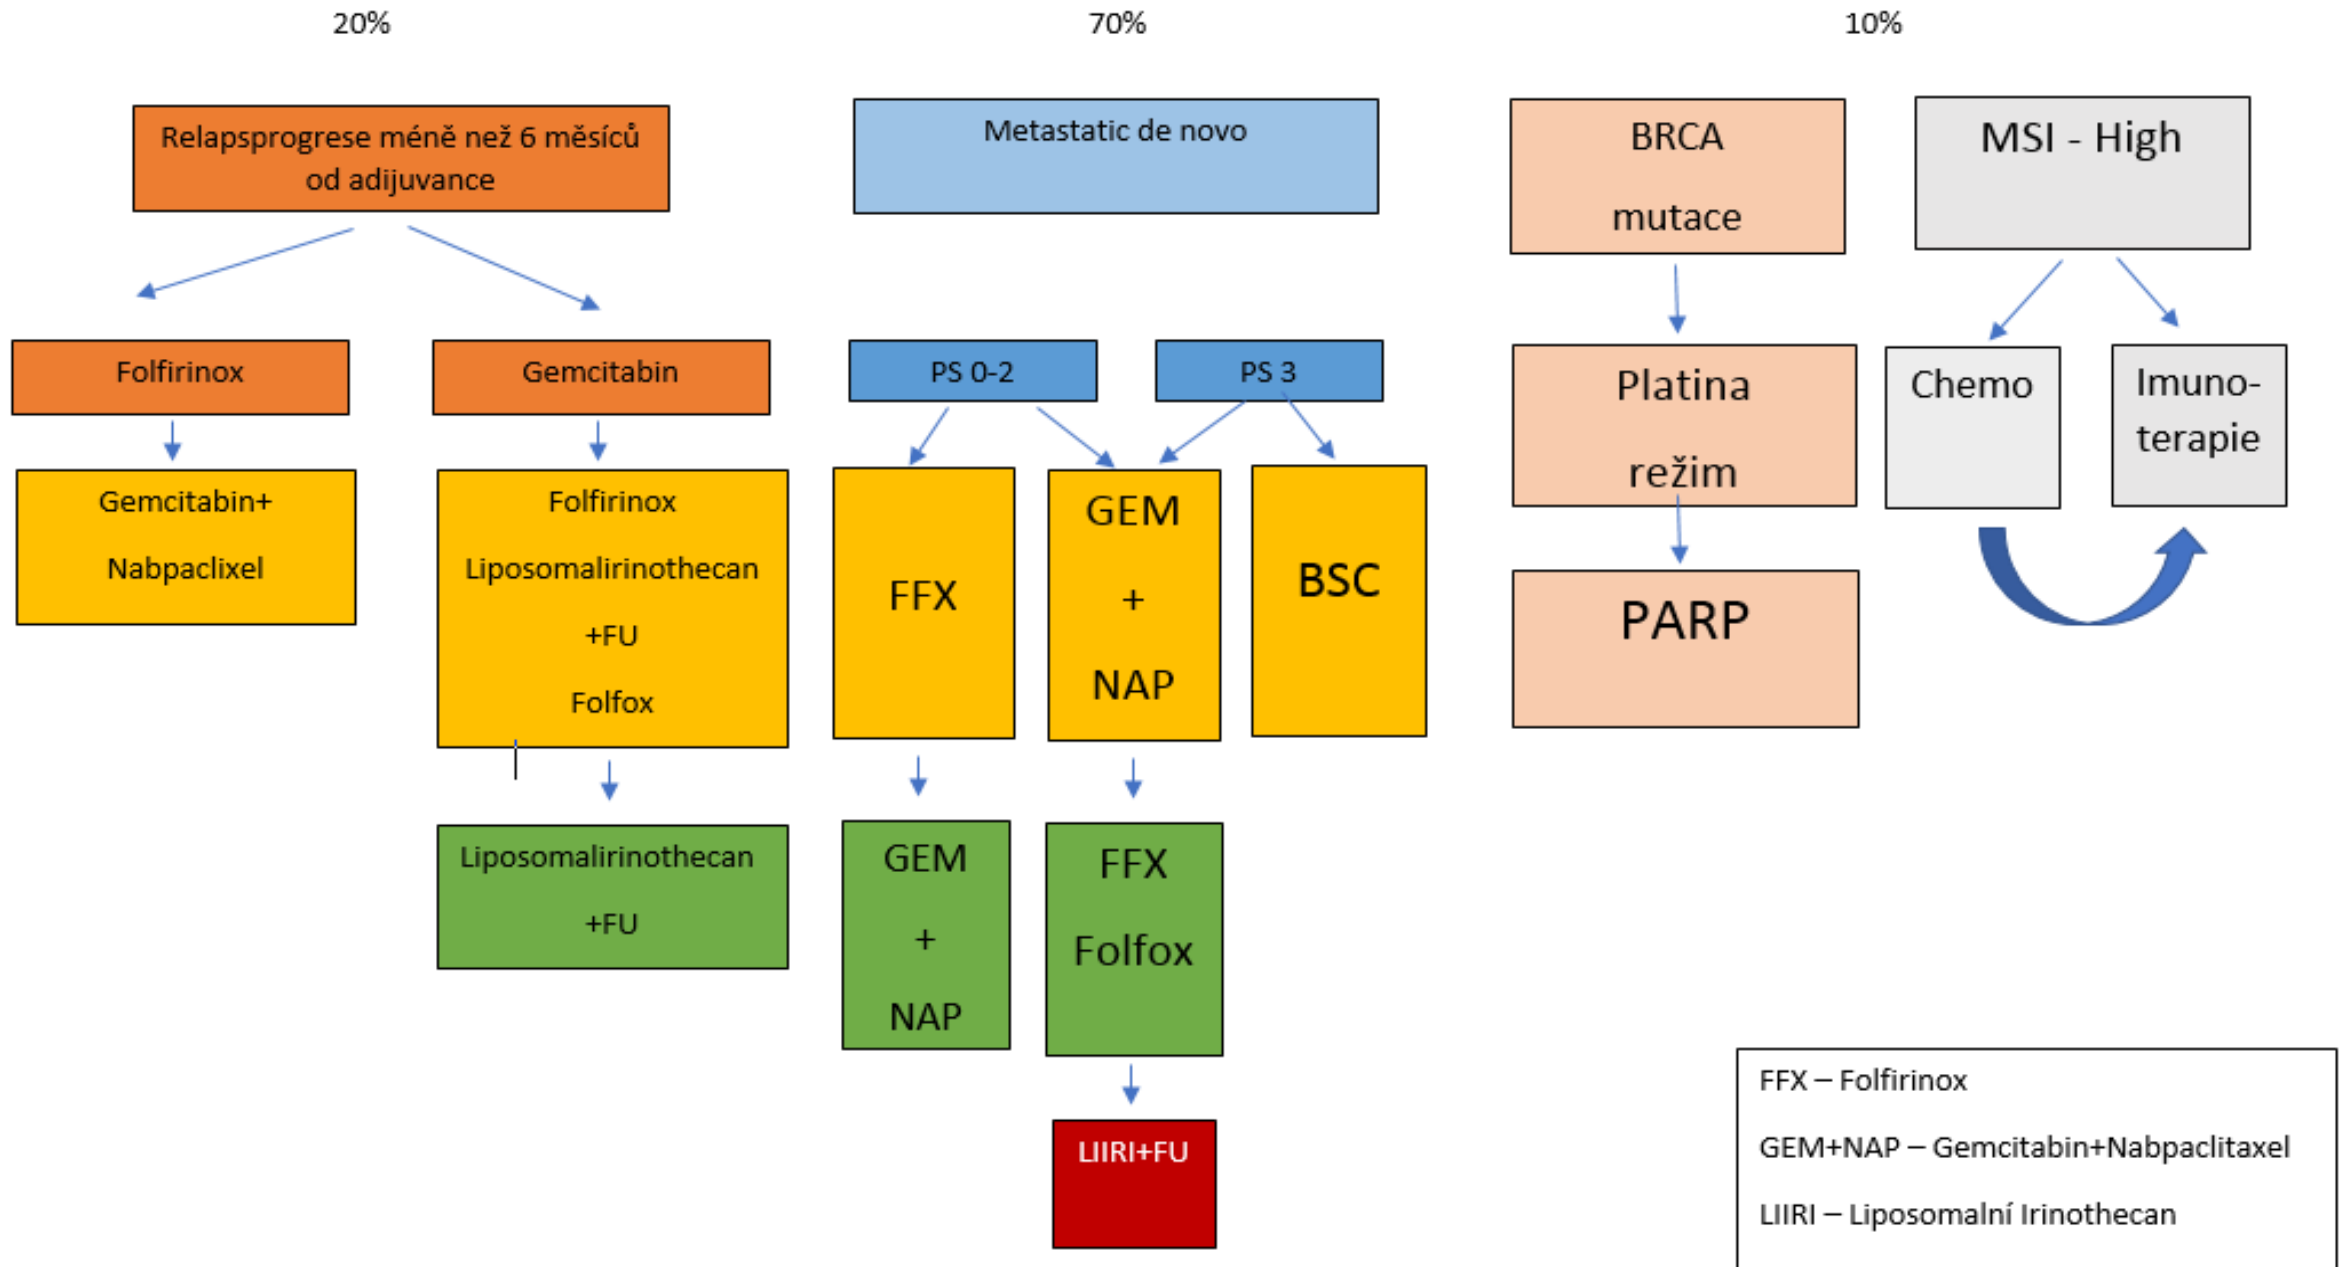 20%
70%
10%
Relapsprogrese méně než 6 měsíců
od adijuvance
Metastatic de novo
BRCA
mutace
MSI - High
Folfirinox
Gemcitabin
PS 0-2
PS 3
Platina
režim
Chemo
Imuno-
terapie
Gemcitabin+
Nabpaclixel
Folfirinox
Liposomalirinothecan
+FU
Folfox
FFX
GEM
+
NAP
BSC
PARP
Liposomalirinothecan
+FU
GEM
+
NAP
FFX
Folfox
LIIRI+FU
FFX – Folfirinox
GEM+NAP – Gemcitabin+Nabpaclitaxel
LIIRI – Liposomalní Irinothecan